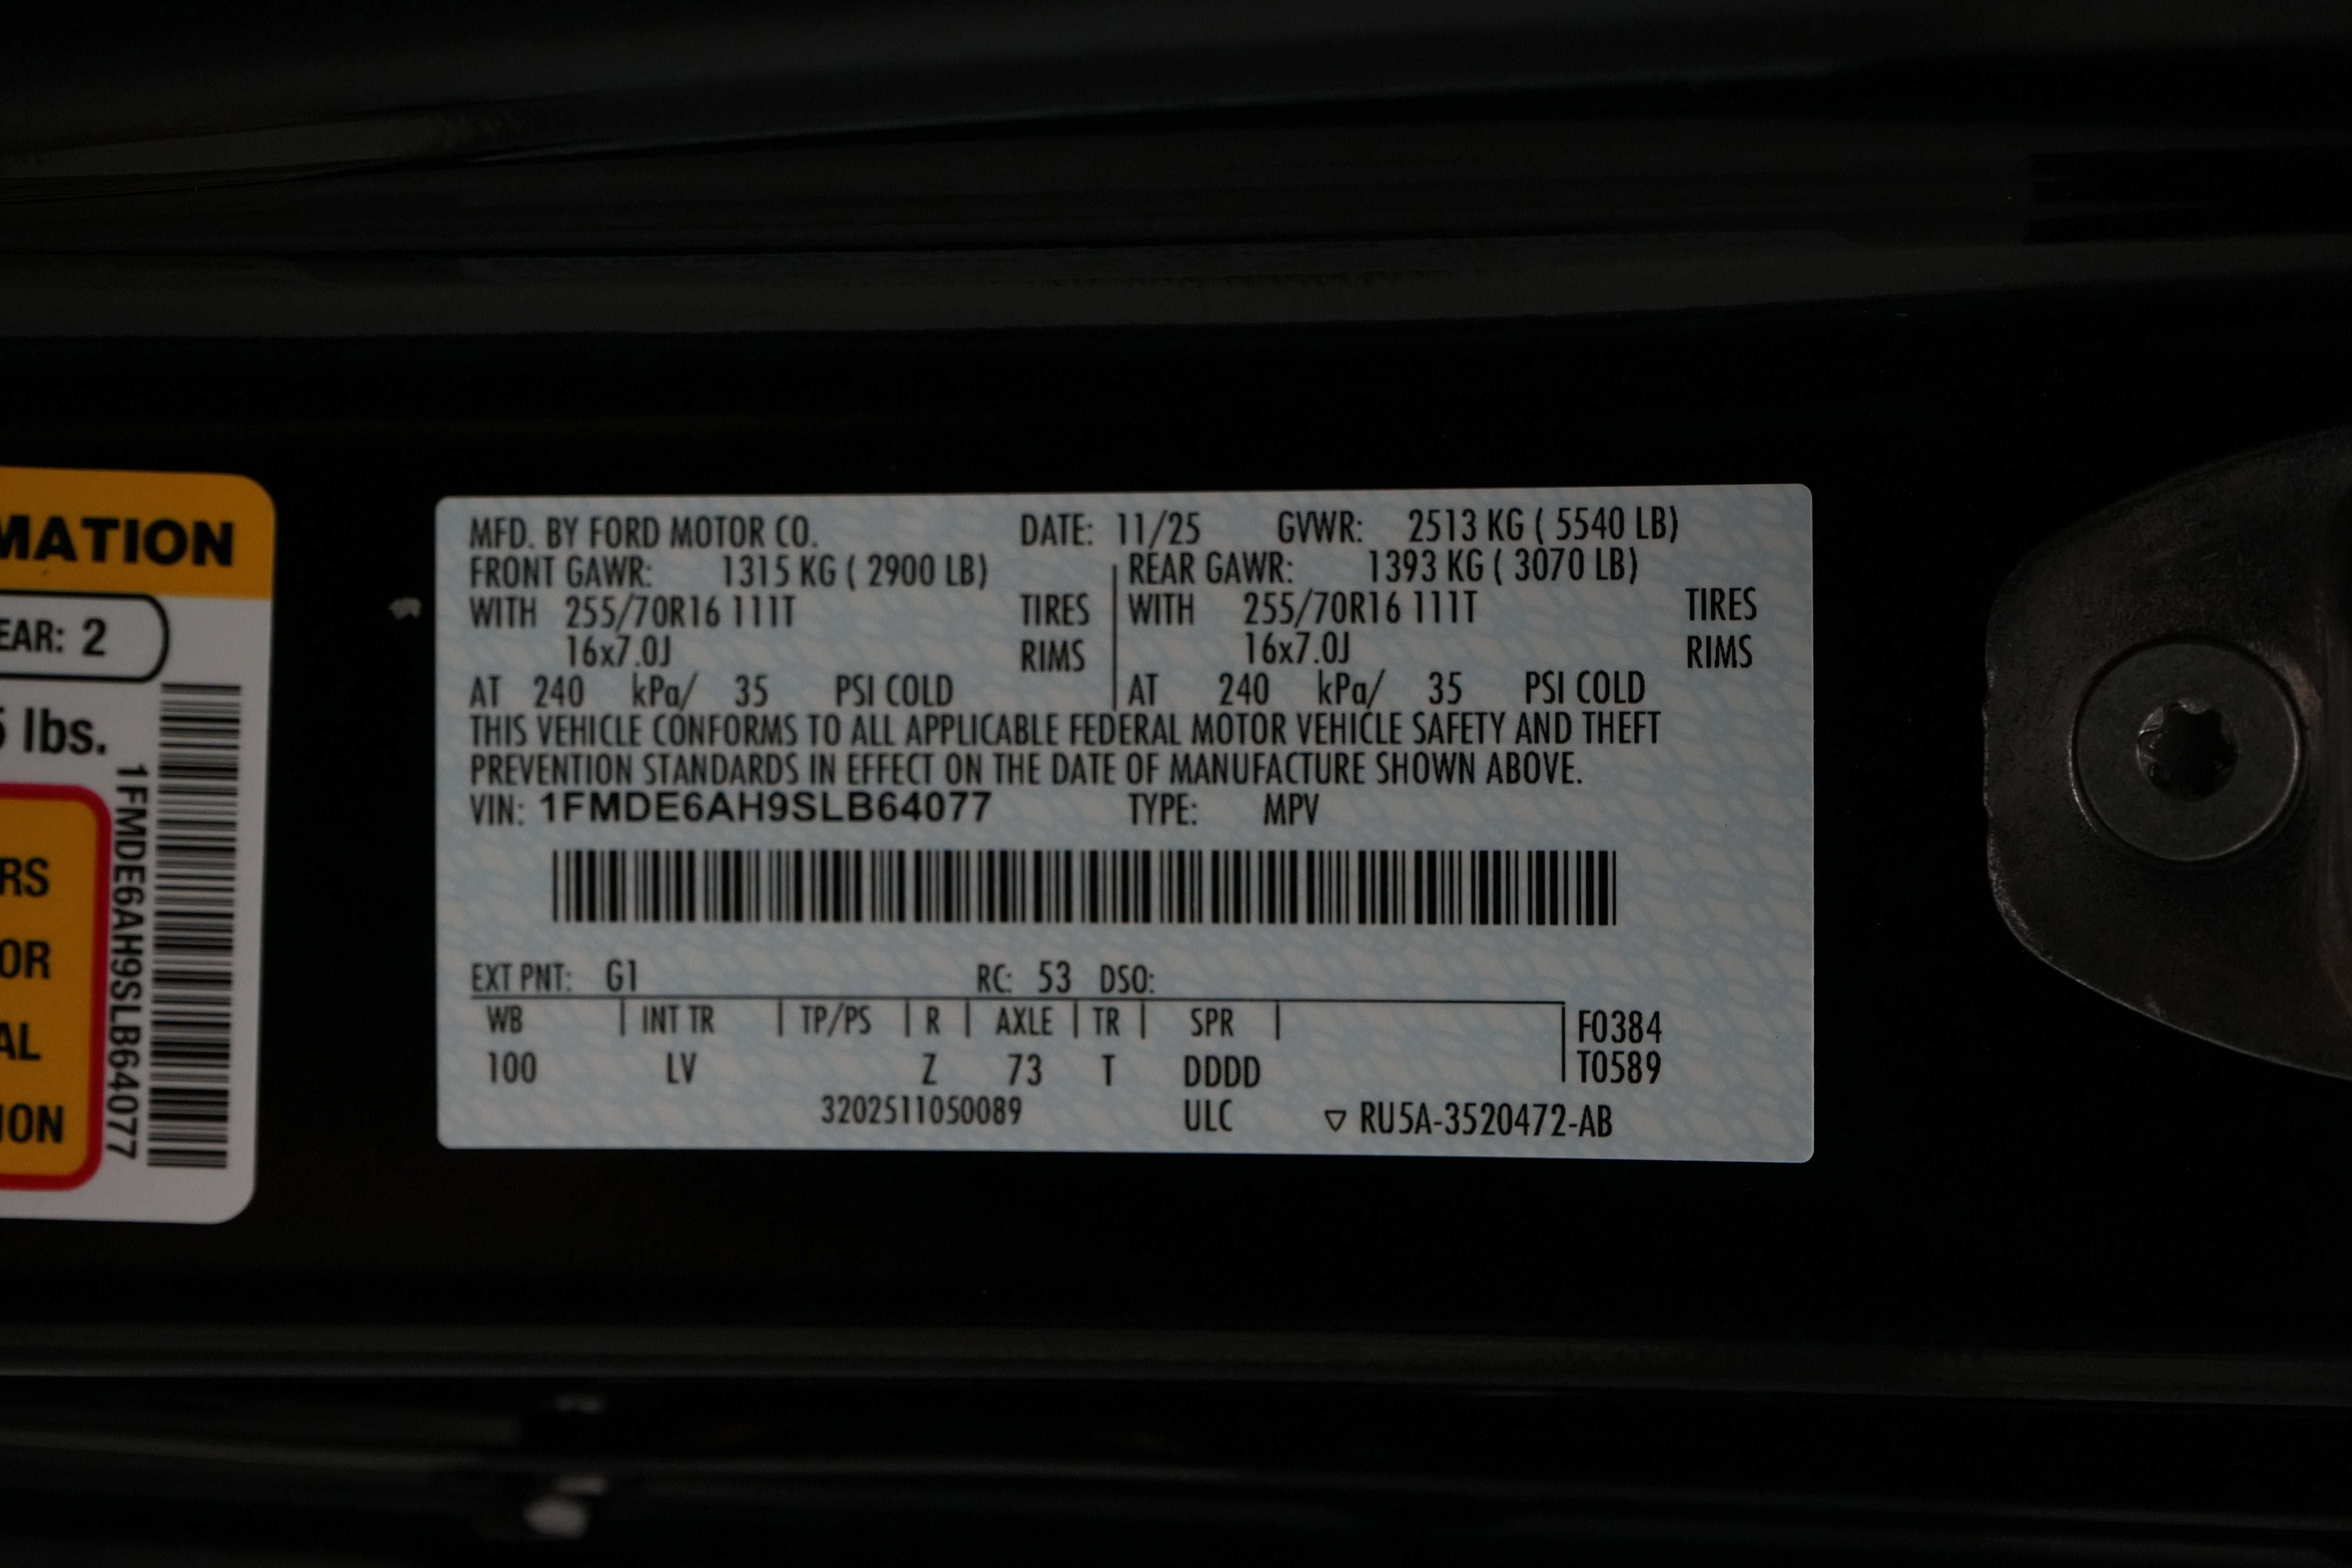 MATION
EAR: 2
5 lbs.
RS
OR
AL
ION
1FMDE6AH9SLB64077
MFD. BY FORD MOTOR CO. DATE: 11/25 GVWR: 2513 KG ( 5540 LB)
FRONT GAWR: 1315 KG ( 2900 LB) REAR GAWR: 1393 KG ( 3070 LB)
WITH 255/70R16 111T TIRES WITH 255/70R16 111T TIRES
16x7.0J RIMS 16x7.0J RIMS
AT 240 kPa/ 35 PSI COLD AT 240 kPa/ 35 PSI COLD
THIS VEHICLE CONFORMS TO ALL APPLICABLE FEDERAL MOTOR VEHICLE SAFETY AND THEFT
PREVENTION STANDARDS IN EFFECT ON THE DATE OF MANUFACTURE SHOWN ABOVE.
VIN: 1FMDE6AH9SLB64077 TYPE: MPV
EXT PNT: G1 RC: 53 DSO:
WB INT TR TP/PS R AXLE TR SPR F0384
100 LV Z 73 T DDDD T0589
3202511050089 ULC ▽ RU5A-3520472-AB